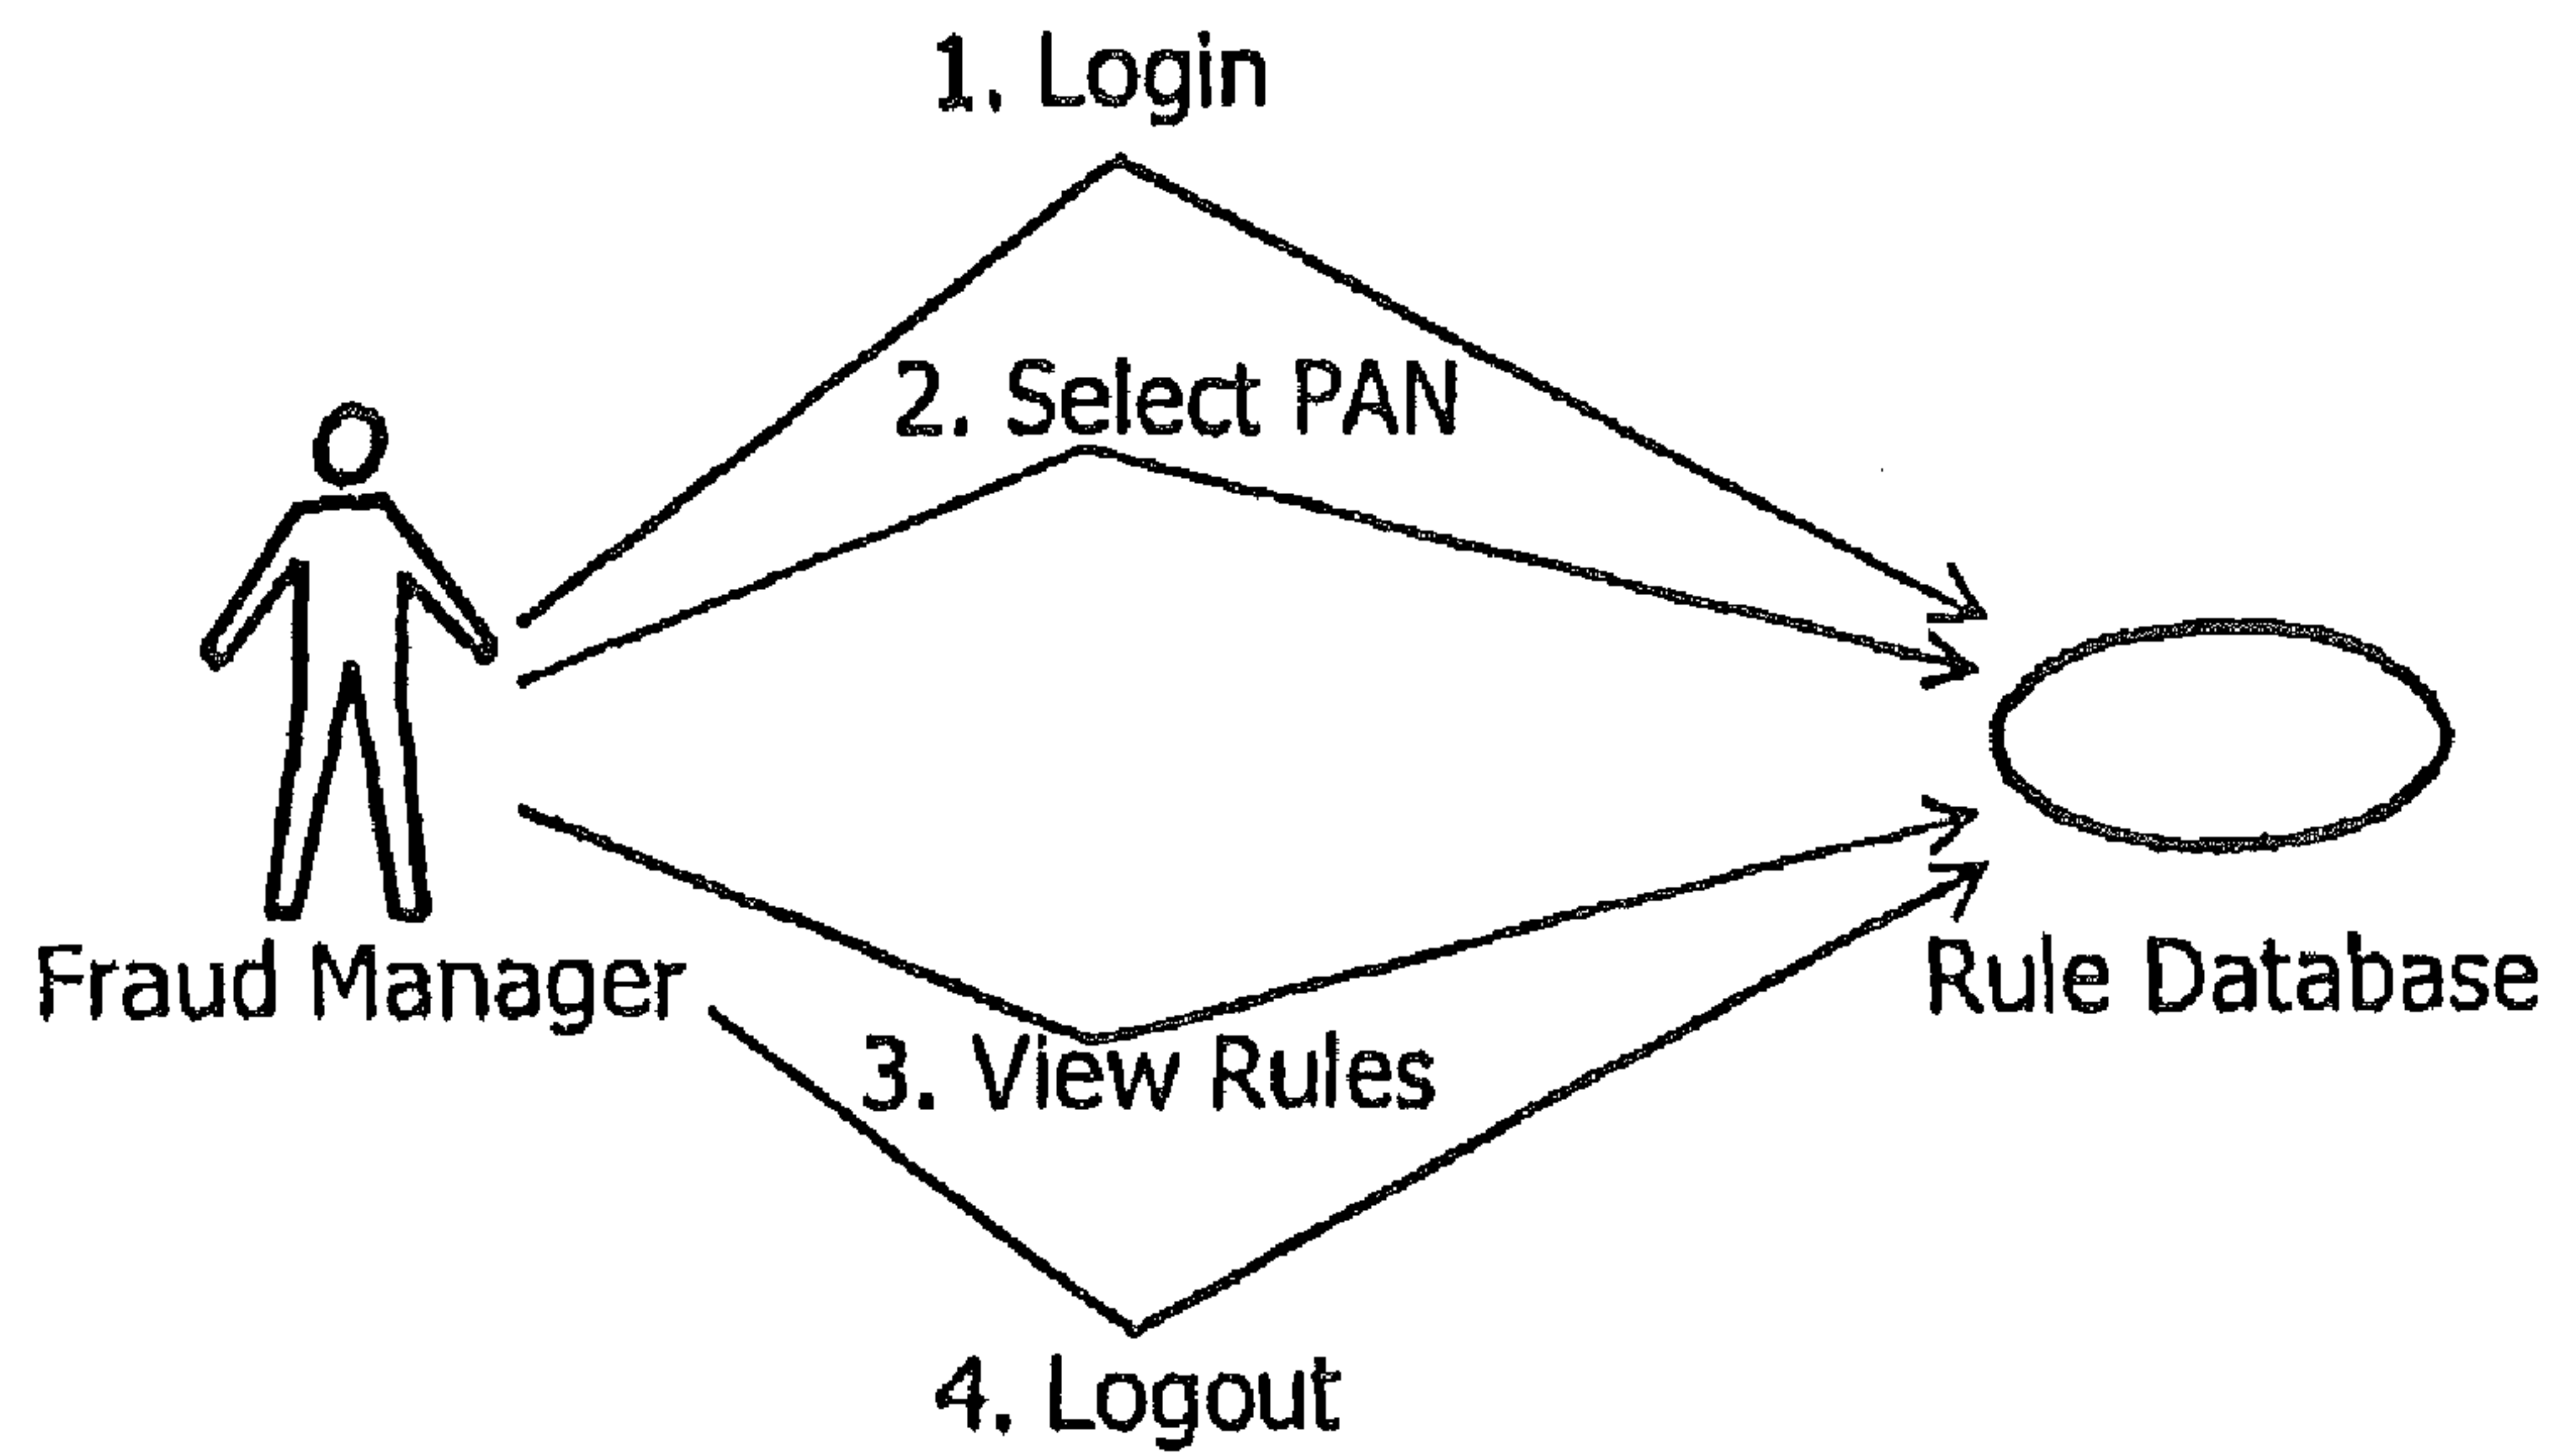 1. Login
2. Select PAN
Fraud Manager
Rule Database
3. View Rules
4. Logout